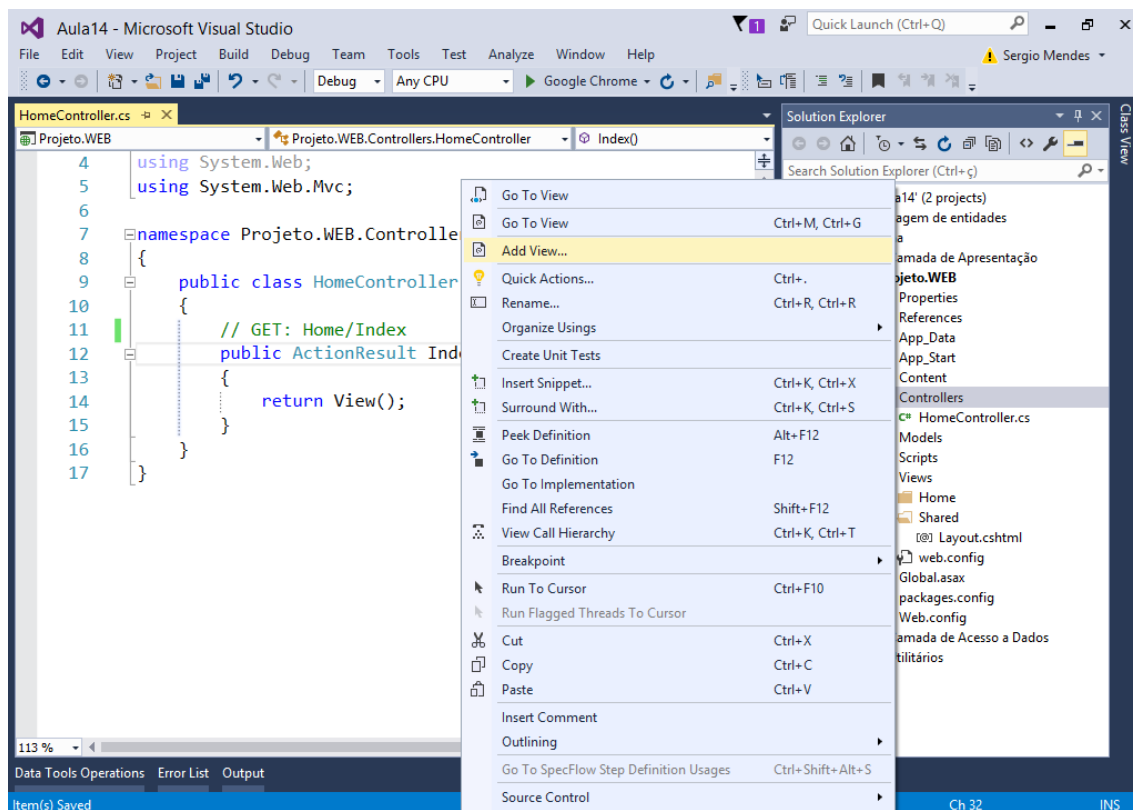 Aula14 - Microsoft Visual Studio
1
Quick Launch (Ctrl+Q)
File Edit View Project Build Debug Team Tools Test Analyze Window Help
Sergio Mendes
Debug Any CPU Google Chrome
HomeController.cs
Projeto.WEB Projeto.WEB.Controllers.HomeController Index()
4 using System.Web;
5 using System.Web.Mvc;
6
7 namespace Projeto.WEB.Controlle
8 {
9 public class HomeController
10 {
11 // GET: Home/Index
12 public ActionResult Ind
13 {
14 return View();
15 }
16 }
17 }
113 %
Go To View
Go To View Ctrl+M, Ctrl+G
Add View...
Quick Actions... Ctrl+.
Rename... Ctrl+R, Ctrl+R
Organize Usings
Create Unit Tests
Insert Snippet... Ctrl+K, Ctrl+X
Surround With... Ctrl+K, Ctrl+S
Peek Definition Alt+F12
Go To Definition F12
Go To Implementation
Find All References Shift+F12
View Call Hierarchy Ctrl+K, Ctrl+T
Breakpoint
Run To Cursor Ctrl+F10
Run Flagged Threads To Cursor
Cut Ctrl+X
Copy Ctrl+C
Paste Ctrl+V
Insert Comment
Outlining
Go To SpecFlow Step Definition Usages Ctrl+Shift+Alt+S
Source Control
Solution Explorer
Search Solution Explorer (Ctrl+ç)
a14' (2 projects)
agem de entidades
a
amada de Apresentação
ojeto.WEB
Properties
References
App_Data
App_Start
Content
Controllers
C# HomeController.cs
Models
Scripts
Views
Home
Shared
[@] Layout.cshtml
web.config
Global.asax
packages.config
Web.config
amada de Acesso a Dados
tilitários
Class View
Data Tools Operations Error List Output
Item(s) Saved Ch 32 INS